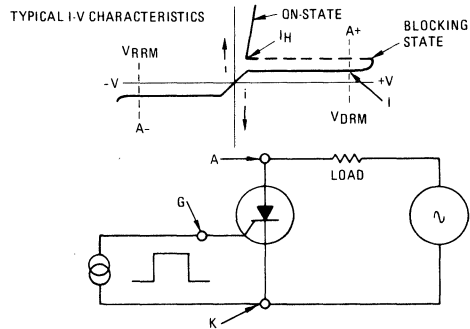 TYPICAL I-V CHARACTERISTICS
ON-STATE
A+
BLOCKING
STATE
VRRM
IH
I
-V
+V
I
i
A-
VDRM
A
LOAD
G
K